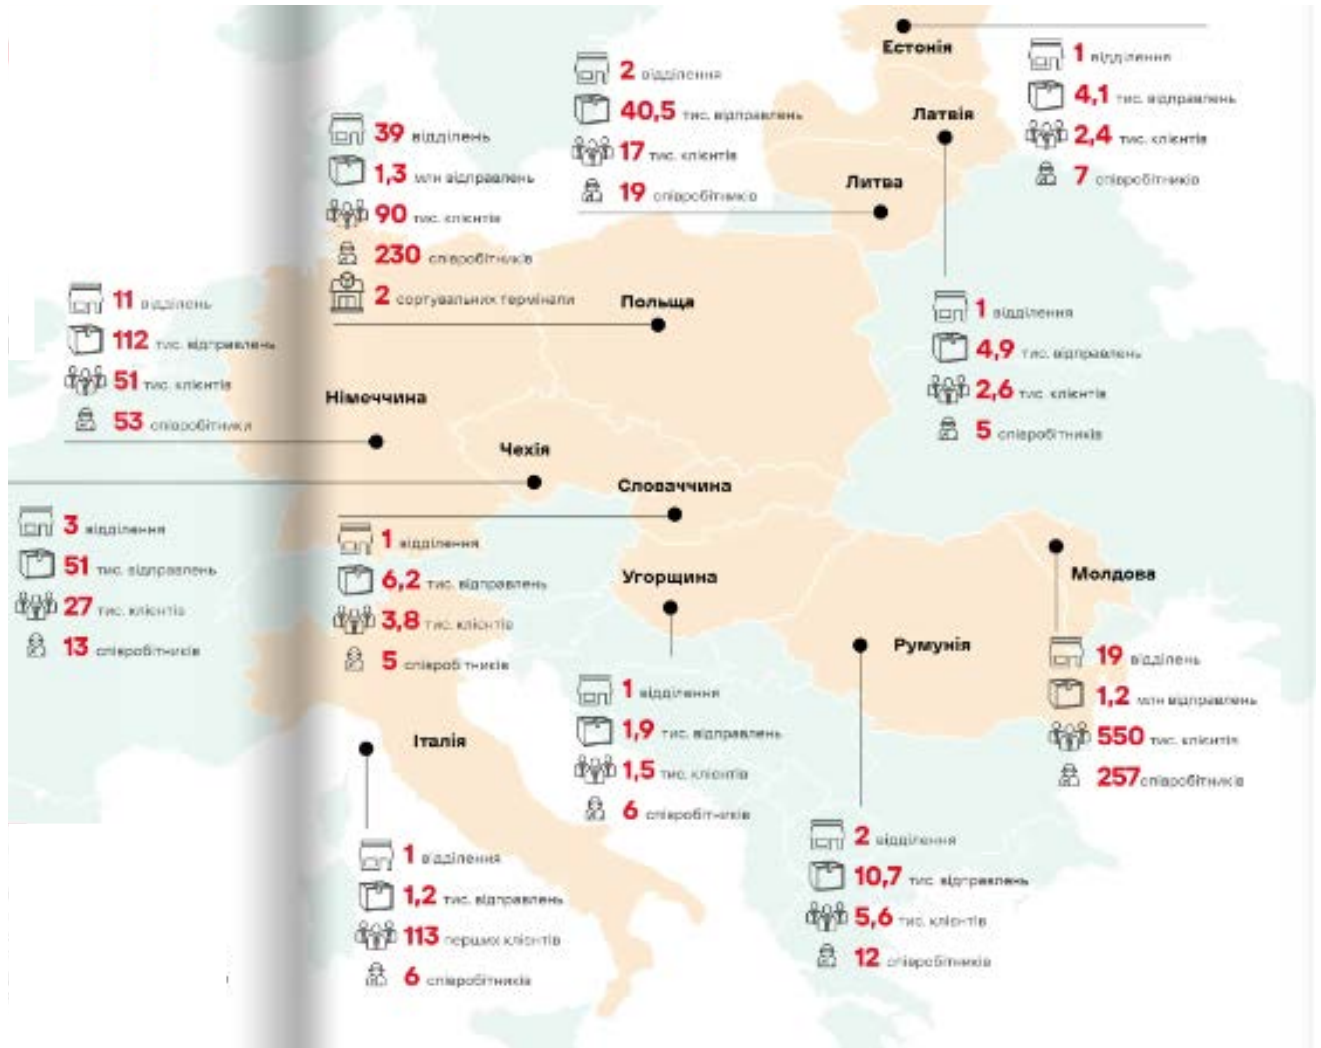 Естонія
1 відділення
4,1 тис. відправлень
2,4 тис. клієнтів
7 співробітників
2 відділення
40,5 тис. відправлень
17 тис. клієнтів
19 співробітників
Литва
Латвія
1 відділення
4,9 тис. відправлень
2,6 тис. клієнтів
5 співробітників
39 відділень
1,3 млн відправлень
90 тис. клієнтів
230 співробітників
2 сортувальних термінали
Польща
11 відділень
112 тис. відправлень
51 тис. клієнтів
53 співробітники
Німеччина
Чехія
3 відділення
51 тис. відправлень
27 тис. клієнтів
13 співробітників
Словаччина
1 відділення
6,2 тис. відправлень
3,8 тис. клієнтів
5 співробітників
Угорщина
1 відділення
1,9 тис. відправлень
1,5 тис. клієнтів
6 співробітників
Молдова
19 відділень
1,2 млн відправлень
550 тис. клієнтів
257 співробітників
Румунія
2 відділення
10,7 тис. відправлень
5,6 тис. клієнтів
12 співробітників
Італія
1 відділення
1,2 тис. відправлень
113 перших клієнтів
6 співробітників